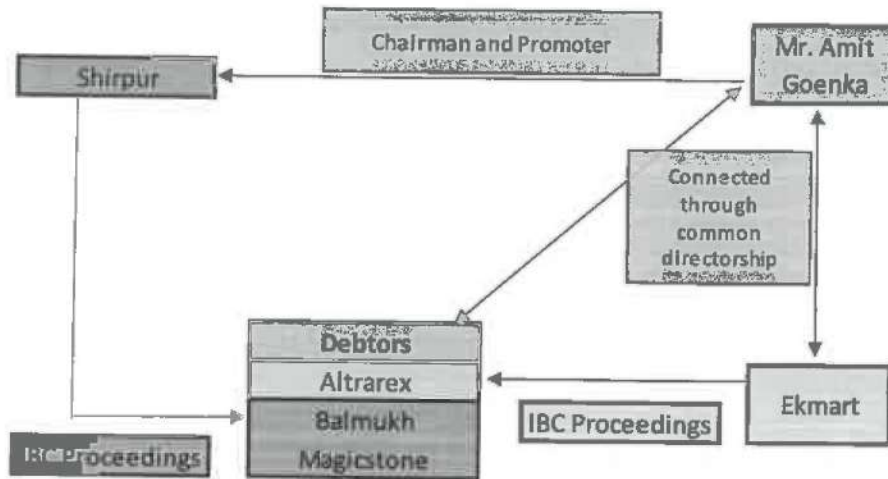 Chairman and Promoter
Mr. Amit
Goenka
Shirpur
Connected
through
common
directorship
Debtors
Altrarex
Balmukh
Magicstone
IBC Proceedings
Ekmart
IBC Proceedings